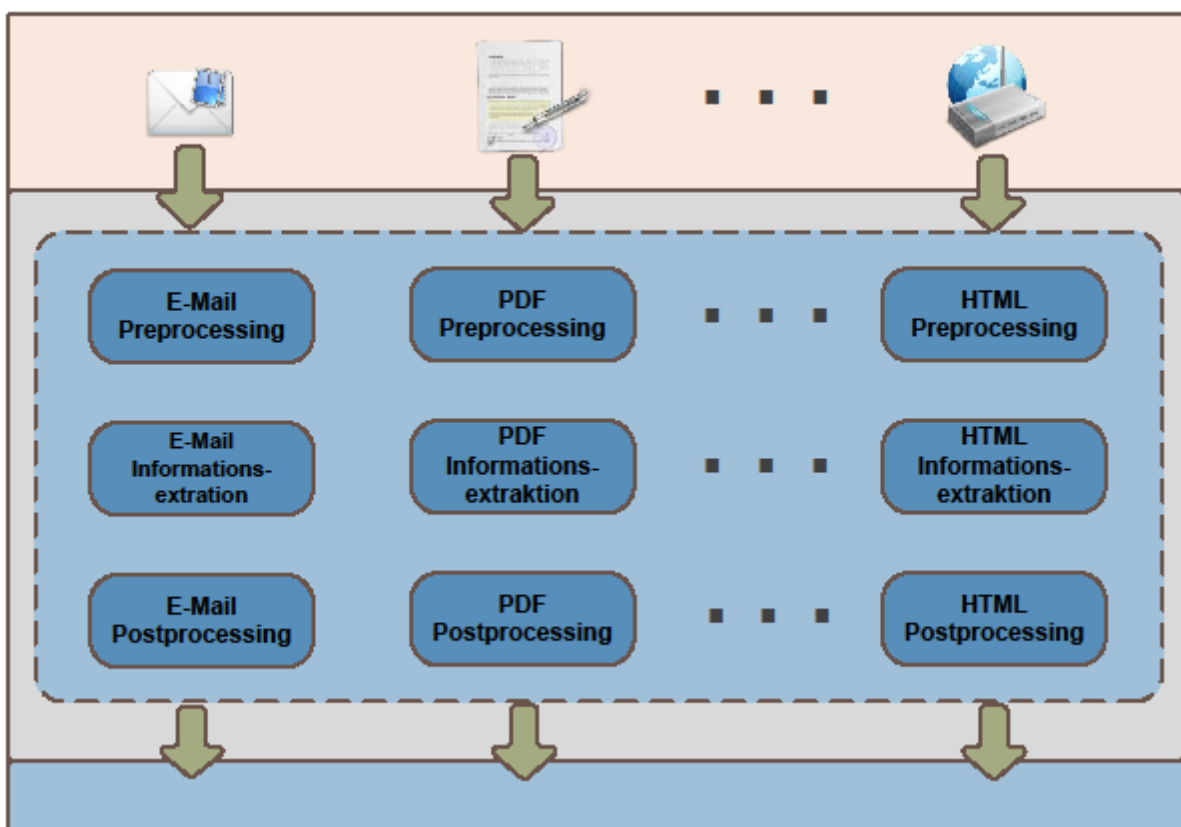 E-Mail
Preprocessing
PDF
Preprocessing
HTML
Preprocessing
E-Mail
Informations-
extration
PDF
Informations-
extraktion
HTML
Informations-
extraktion
E-Mail
Postprocessing
PDF
Postprocessing
HTML
Postprocessing